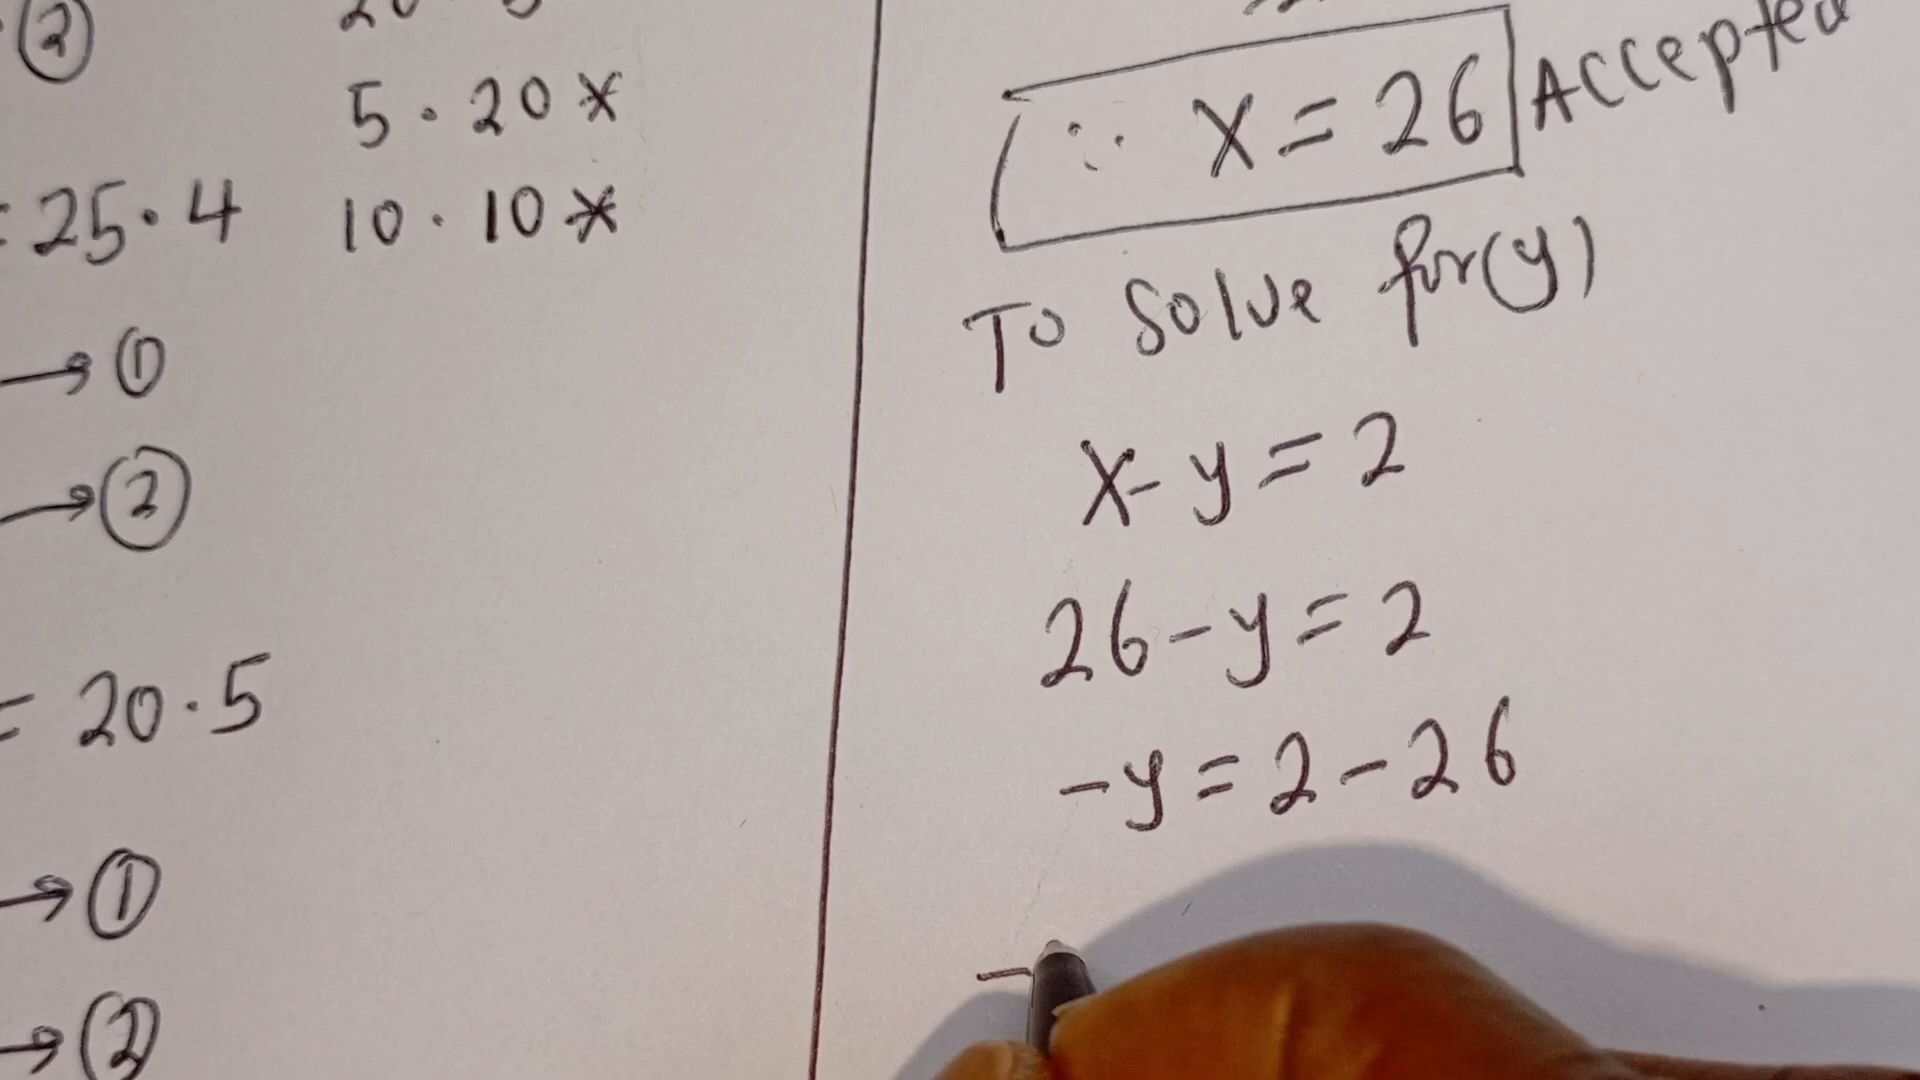 ②
5 · 20 ×
= 25 · 4
10 · 10 ×
→ ①
→ ②
= 20 · 5
→ ①
→ ②
∵ x = 26 Accepted
To solve for (y)
x - y = 2
26 - y = 2
- y = 2 - 26
-